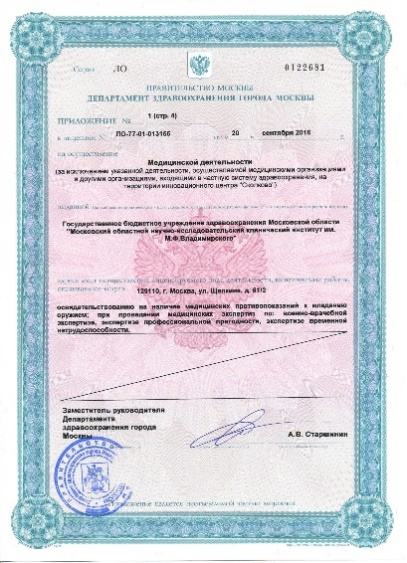 Серия ЛО
0122681
ПРАВИТЕЛЬСТВО МОСКВЫ
ДЕПАРТАМЕНТ ЗДРАВООХРАНЕНИЯ ГОРОДА МОСКВЫ
ПРИЛОЖЕНИЕ № 1 (стр. 4)
к лицензии № ЛО-77-01-013166 20 сентября 2016
на осуществление
Медицинской деятельности
(за исключением указанной деятельности, осуществляемой медицинскими организациями
и другими организациями, входящими в частную систему здравоохранения, на
территории инновационного центра "Сколково")
Государственное бюджетное учреждение здравоохранения Московской области
"Московский областной научно-исследовательский клинический институт им.
М.Ф.Владимирского"
129110, г. Москва, ул. Щепкина, д. 61/2
освидетельствованию на наличие медицинских противопоказаний к владению
оружием; при проведении медицинских экспертиз по: военно-врачебной
экспертизе, экспертизе профессиональной пригодности, экспертизе временной
нетрудоспособности.
Заместитель руководителя
Департамента
здравоохранения города
Москвы
А.В. Старшинин
является неотъемлемой частью лицензии